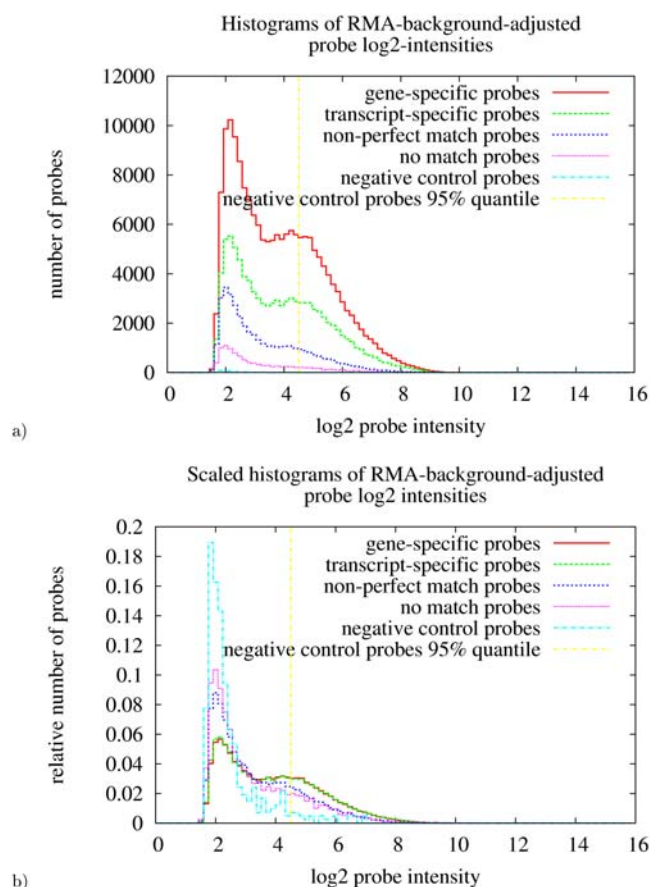 Histograms of RMA-background-adjusted
probe log2-intensities
12000
10000
8000
6000
4000
2000
0
number of probes
gene-specific probes
transcript-specific probes
non-perfect match probes
no match probes
negative control probes
negative control probes 95% quantile
0 2 4 6 8 10 12 14 16
log2 probe intensity
a)
Scaled histograms of RMA-background-adjusted
probe log2 intensities
0.2
0.18
0.16
0.14
0.12
0.1
0.08
0.06
0.04
0.02
0
relative number of probes
gene-specific probes
transcript-specific probes
non-perfect match probes
no match probes
negative control probes
negative control probes 95% quantile
0 2 4 6 8 10 12 14 16
log2 probe intensity
b)